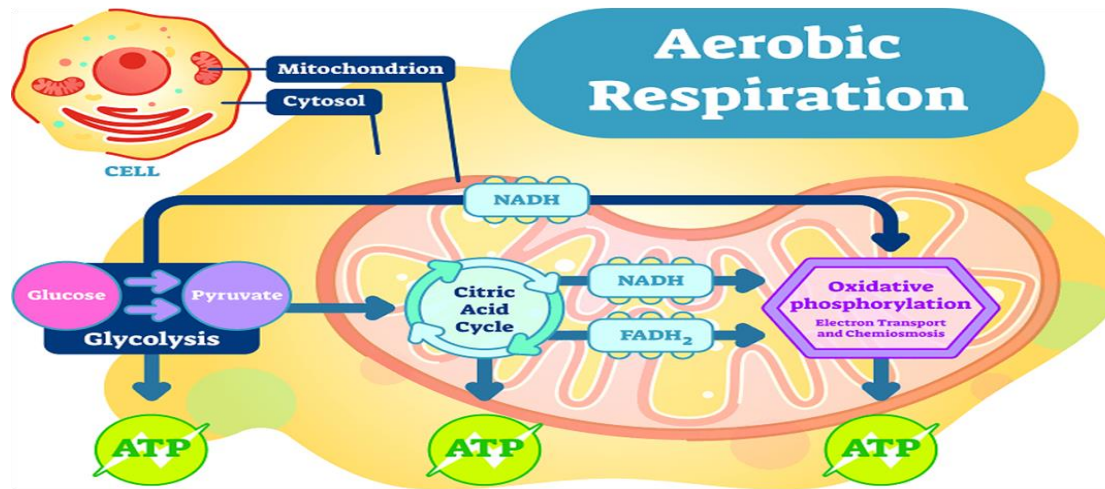 Aerobic
Respiration
Mitochondrion
Cytosol
CELL
NADH
Glucose
Pyruvate
Glycolysis
Citric
Acid
Cycle
NADH
FADH₂
Oxidative
phosphorylation
Electron Transport
and Chemiosmosis
ATP
ATP
ATP